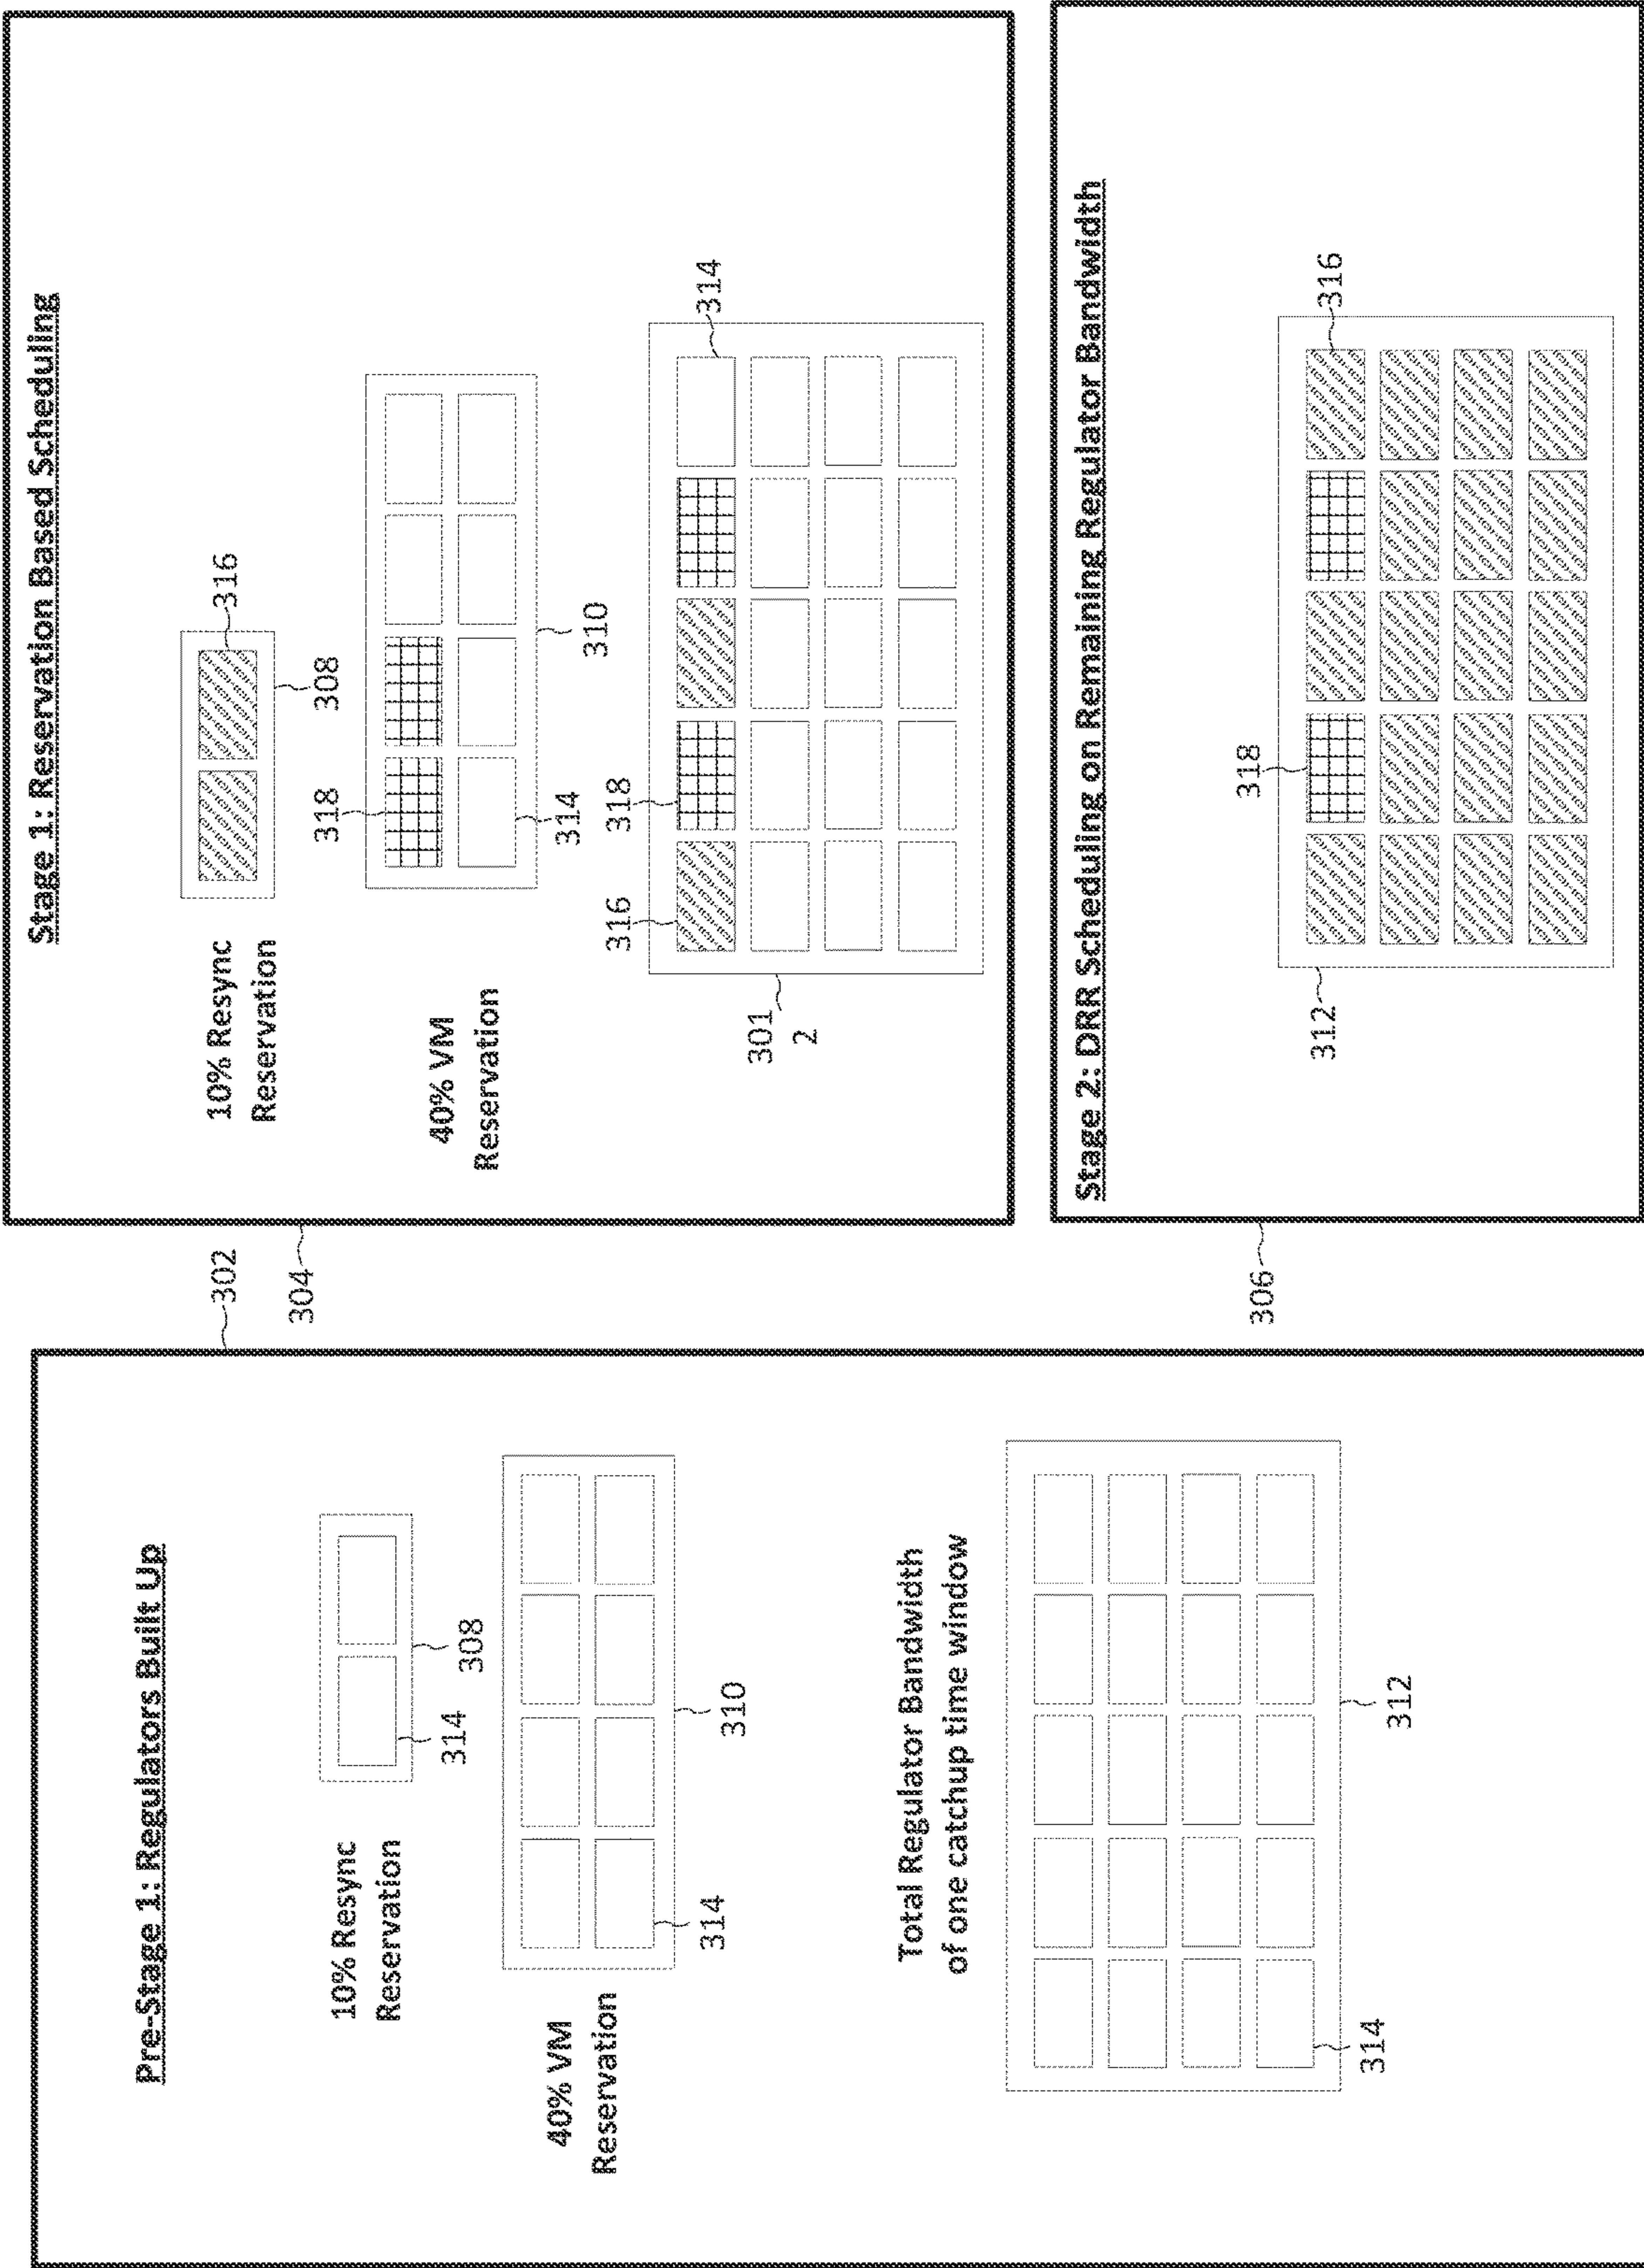 Pre-Stage 1: Regulators Built Up
10% Resync
Reservation
314
308
40% VM
Reservation
314
310
Total Regulator Bandwidth
of one catchup time window
314
312
302
304
Stage 1: Reservation Based Scheduling
10% Resync
Reservation
316
308
40% VM
Reservation
318
314
310
316
318
314
301
2
306
Stage 2: DRR Scheduling on Remaining Regulator Bandwidth
318
316
312